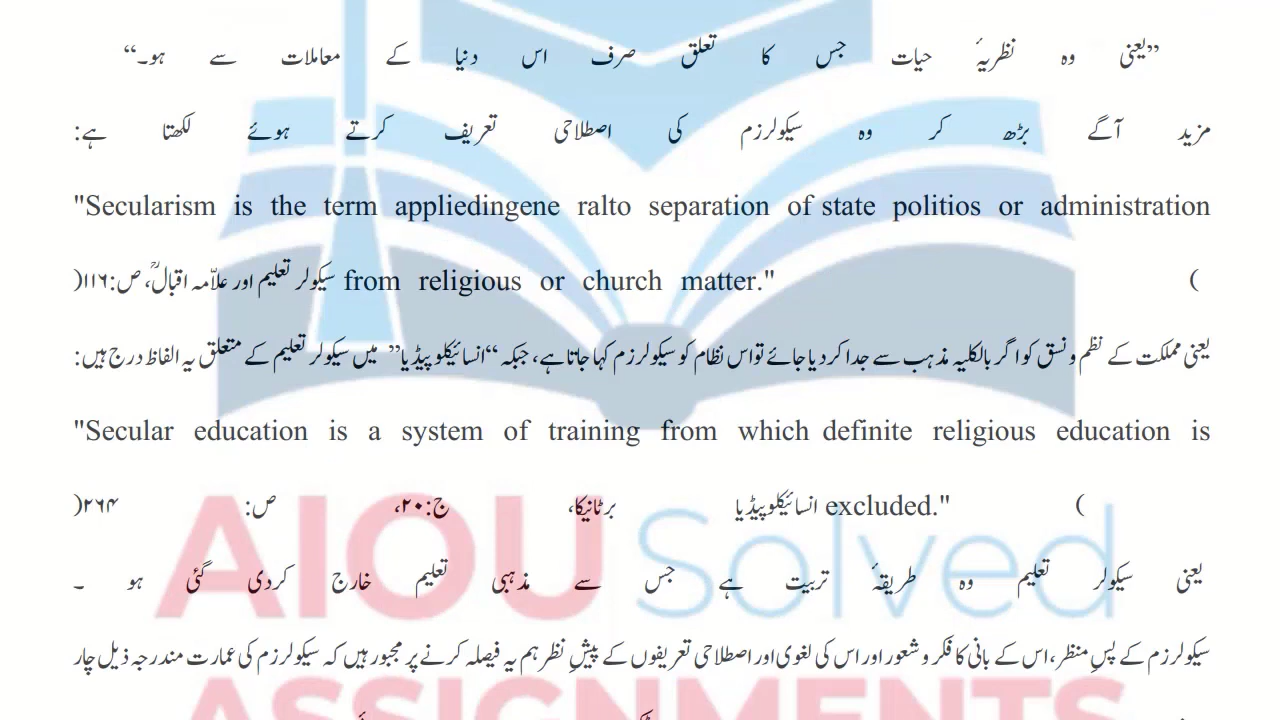 ”یعنی وہ نظریۂ حیات جس کا تعلق صرف اس دنیا کے معاملات سے ہو۔“
مزید آگے بڑھ کر وہ سیکولرزم کی اصطلاحی تعریف کرتے ہوئے لکھتا ہے:
"Secularism is the term appliedingene ralto separation of state politios or administration
from religious or church matter." (سیکولر تعلیم اور علاّمہ اقبالؒ، ص:۱۱۶)
یعنی مملکت کے نظم و نسق کو اگر بالکلیہ مذہب سے جدا کردیا جائے تواس نظام کو سیکولرزم کہا جاتا ہے، جبکہ “انسائیکلوپیڈیا” میں سیکولر تعلیم کے متعلق یہ الفاظ درج ہیں:
"Secular education is a system of training from which definite religious education is
excluded." (انسائیکلوپیڈیا برٹانیکا، ج:۲۰، ص: ۲۶۴)
یعنی سیکولر تعلیم وہ طریقۂ تربیت ہے جس سے مذہبی تعلیم خارج کردی گئی ہو ۔
سیکولرزم کے پسِ منظر، اس کے بانی کا فکر و شعور اور اس کی لغوی اور اصطلاحی تعریفوں کے پیشِ نظر ہم یہ فیصلہ کرنے پر مجبور ہیں کہ سیکولرزم کی عمارت مندرجہ ذیل چار
AIOU Solved
ASSIGNMENTS